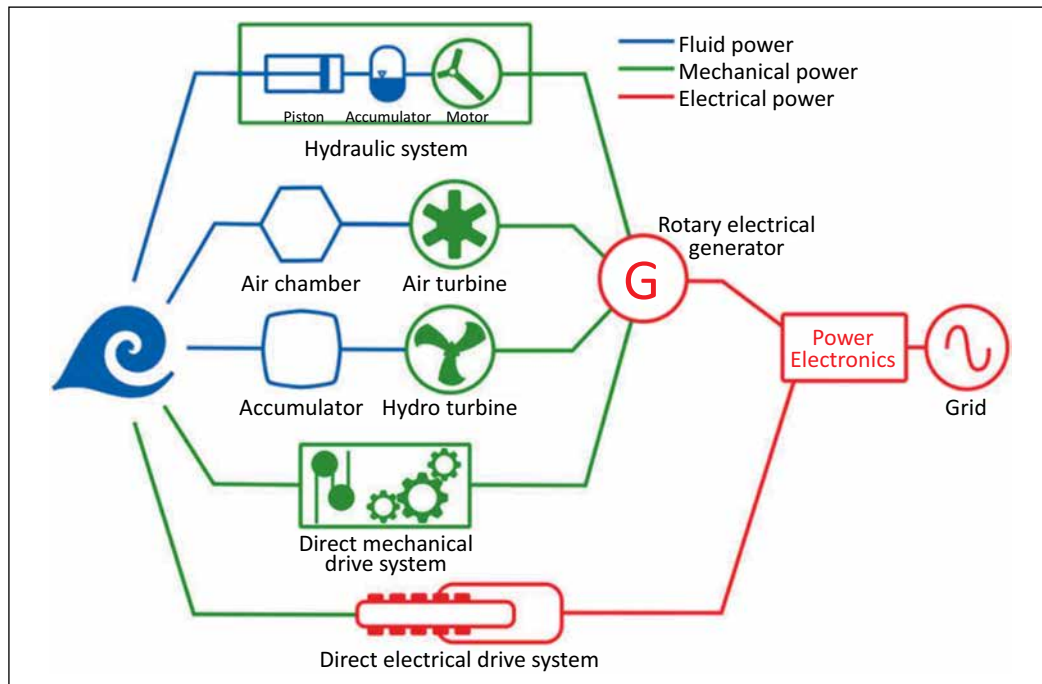 Fluid power
Mechanical power
Electrical power
Piston
Accumulator
Motor
Hydraulic system
Air chamber
Air turbine
Rotary electrical
generator
G
Accumulator
Hydro turbine
Power
Electronics
Grid
Direct mechanical
drive system
Direct electrical drive system